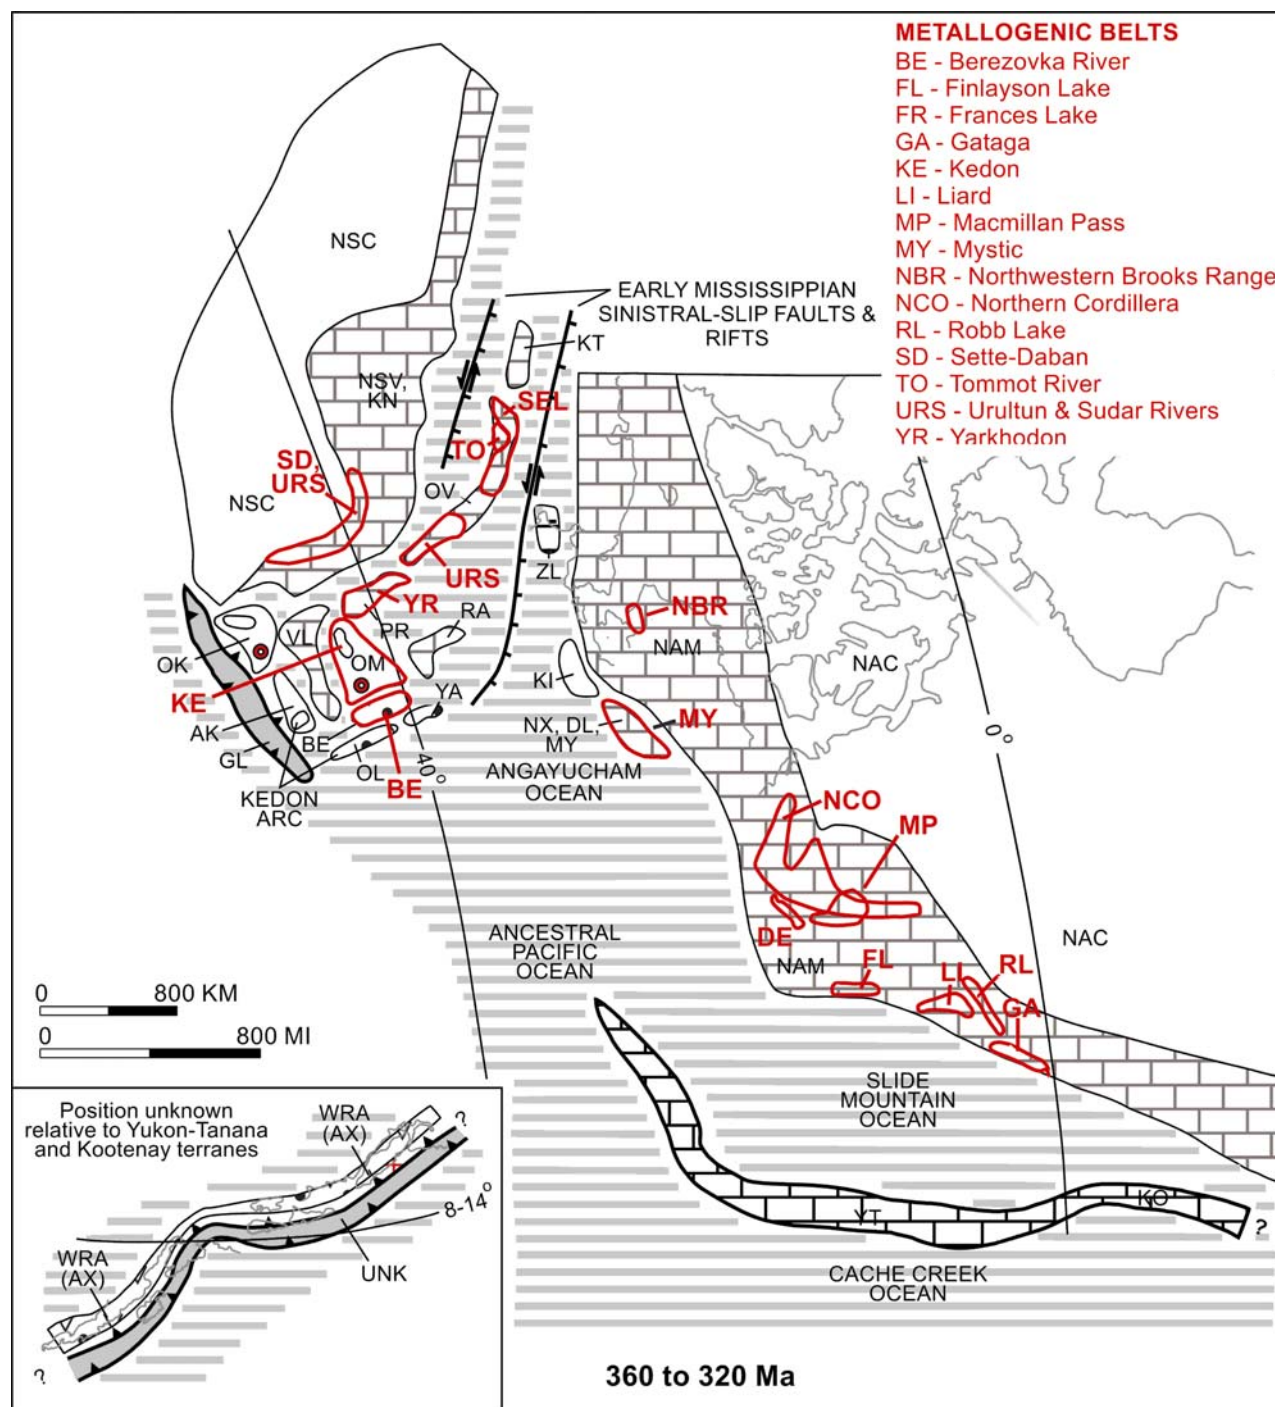 METALLOGENIC BELTS
BE - Berezovka River
FL - Finlayson Lake
FR - Frances Lake
GA - Gataga
KE - Kedon
LI - Liard
MP - Macmillan Pass
MY - Mystic
NBR - Northwestern Brooks Range
NCO - Northern Cordillera
RL - Robb Lake
SD - Sette-Daban
TO - Tommot River
URS - Urultun & Sudar Rivers
YR - Yarkhodon
NSC
EARLY MISSISSIPPIAN
SINISTRAL-SLIP FAULTS &
RIFTS
KT
NSV,
KN
SEL
TO
SD,
URS
OV
NSC
ZL
URS
YR
RA
NBR
VL
PR
NAM
OK
OM
NAC
KE
KI
YA
AK
BE
NX, DL,
MY
MY
0°
GL
OL
BE
40°
ANGAYUCHAM
OCEAN
KEDON
ARC
NCO
MP
DE
ANCESTRAL
PACIFIC
OCEAN
NAC
NAM
FL
LI
RL
GA
0 800 KM
0 800 MI
SLIDE
MOUNTAIN
OCEAN
Position unknown
relative to Yukon-Tanana
and Kootenay terranes
WRA
(AX)
?
8-14°
WRA
(AX)
UNK
?
YT
KO
?
CACHE CREEK
OCEAN
360 to 320 Ma